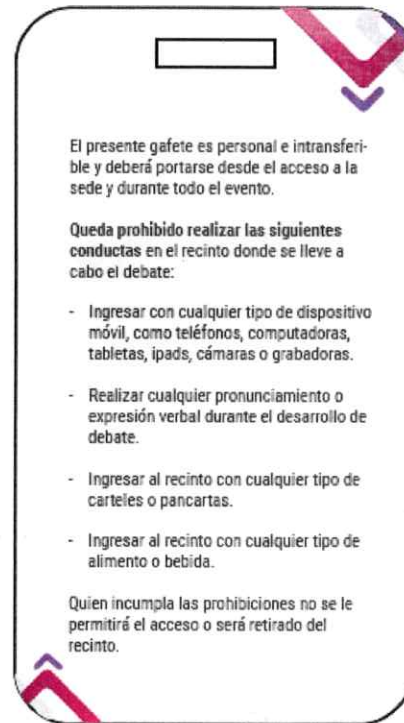 El presente gafete es personal e intransferi-
ble y deberá portarse desde el acceso a la
sede y durante todo el evento.
Queda prohibido realizar las siguientes
conductas en el recinto donde se lleve a
cabo el debate:
- Ingresar con cualquier tipo de dispositivo
móvil, como teléfonos, computadoras,
tabletas, ipads, cámaras o grabadoras.
- Realizar cualquier pronunciamiento o
expresión verbal durante el desarrollo de
debate.
- Ingresar al recinto con cualquier tipo de
carteles o pancartas.
- Ingresar al recinto con cualquier tipo de
alimento o bebida.
Quien incumpla las prohibiciones no se le
permitirá el acceso o será retirado del
recinto.